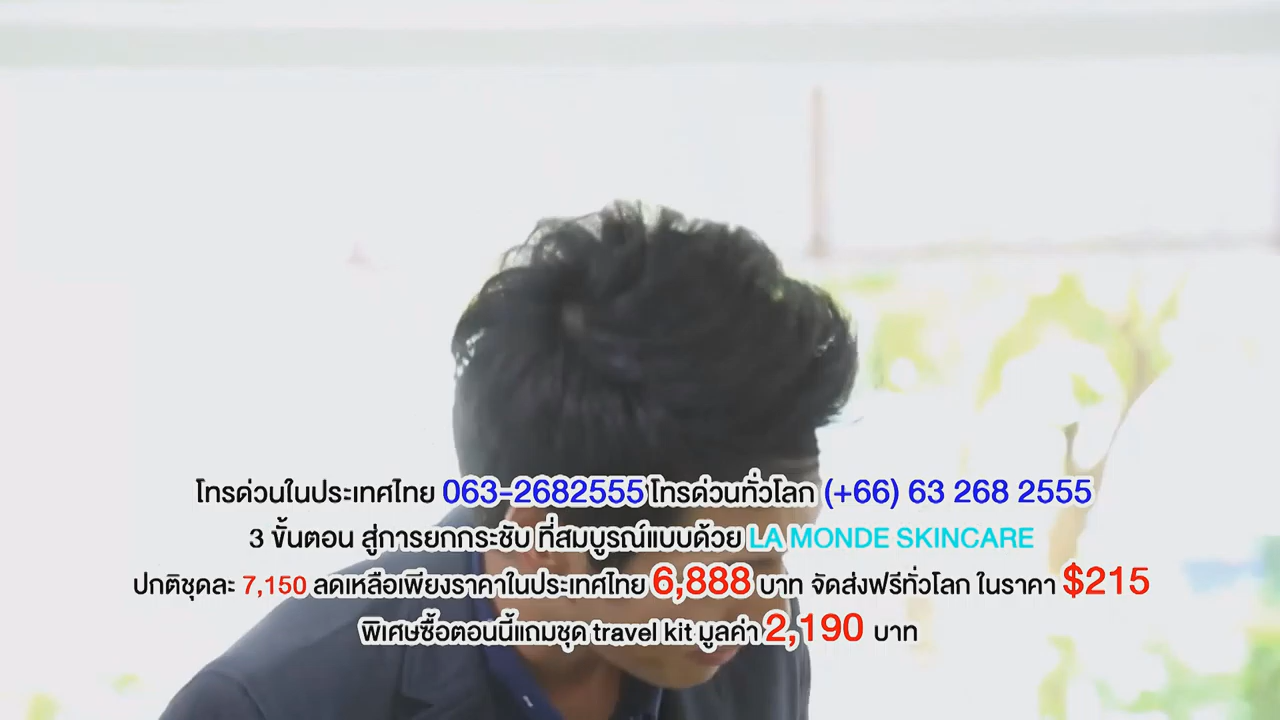 โทรด่วนในประเทศไทย 063-2682555 โทรด่วนทั่วโลก (+66) 63 268 2555
3 ขั้นตอน สู่การยกกระชับ ที่สมบูรณ์แบบด้วย LA MONDE SKINCARE
ปกติชุดละ 7,150 ลดเหลือเพียงราคาในประเทศไทย 6,888 บาท จัดส่งฟรีทั่วโลก ในราคา $215
พิเศษซื้อตอนนี้แถมชุด travel kit มูลค่า 2,190 บาท